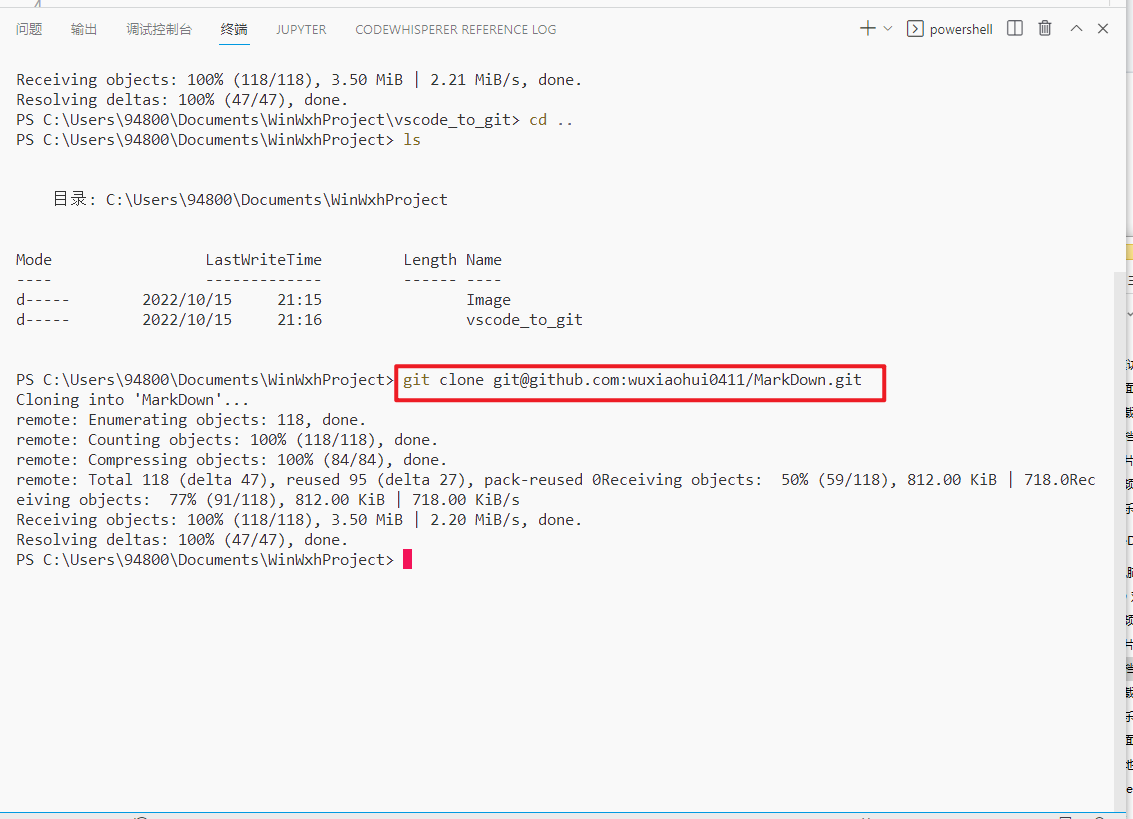 问题 输出 调试控制台 终端 JUPYTER CODEWHISPERER REFERENCE LOG powershell
Receiving objects: 100% (118/118), 3.50 MiB | 2.21 MiB/s, done.
Resolving deltas: 100% (47/47), done.
PS C:\Users\94800\Documents\WinWxhProject\vscode_to_git> cd ..
PS C:\Users\94800\Documents\WinWxhProject> ls
目录: C:\Users\94800\Documents\WinWxhProject
Mode LastWriteTime Length Name
---- ------------- ------ ----
d----- 2022/10/15 21:15 Image
d----- 2022/10/15 21:16 vscode_to_git
PS C:\Users\94800\Documents\WinWxhProject> git clone git@github.com:wuxiaohui0411/MarkDown.git
Cloning into 'MarkDown'...
remote: Enumerating objects: 118, done.
remote: Counting objects: 100% (118/118), done.
remote: Compressing objects: 100% (84/84), done.
remote: Total 118 (delta 47), reused 95 (delta 27), pack-reused 0Receiving objects:  50% (59/118), 812.00 KiB | 718.0Rec
eiving objects:  77% (91/118), 812.00 KiB | 718.00 KiB/s
Receiving objects: 100% (118/118), 3.50 MiB | 2.20 MiB/s, done.
Resolving deltas: 100% (47/47), done.
PS C:\Users\94800\Documents\WinWxhProject>